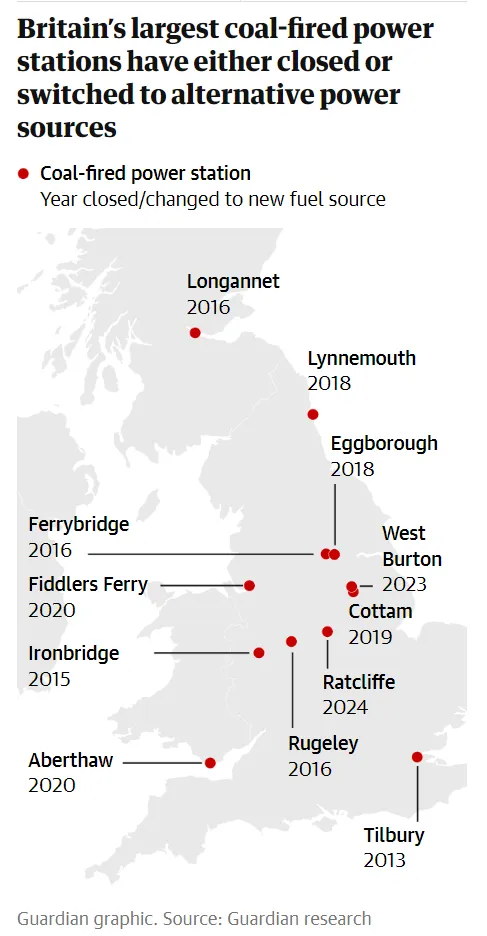 Britain's largest coal-fired power
stations have either closed or
switched to alternative power
sources
Coal-fired power station
Year closed/changed to new fuel source
Longannet
2016
Lynnemouth
2018
Eggborough
2018
Ferrybridge
2016
West
Burton
2023
Fiddlers Ferry
2020
Cottam
2019
Ironbridge
2015
Ratcliffe
2024
Rugeley
2016
Aberthaw
2020
Tilbury
2013
Guardian graphic. Source: Guardian research